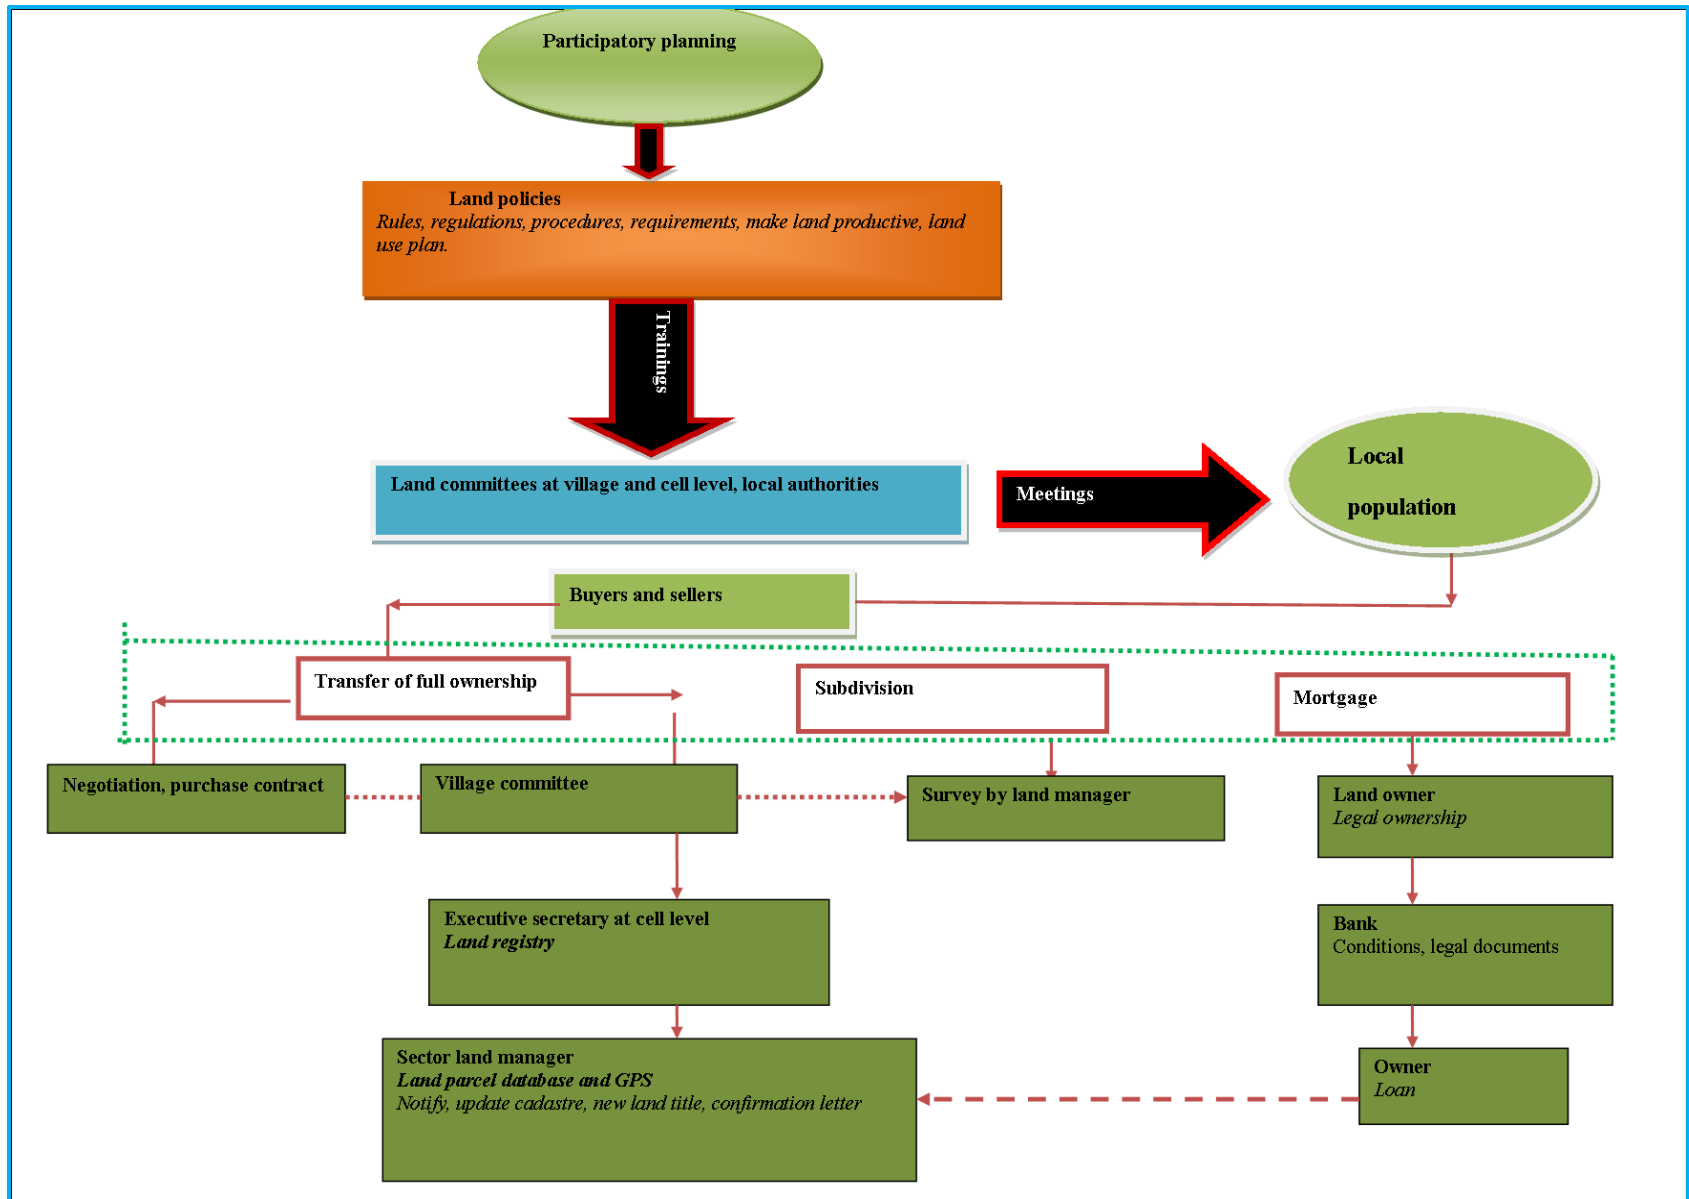 Participatory planning
Land policies
Rules, regulations, procedures, requirements, make land productive, land
use plan.
Trainings
Land committees at village and cell level, local authorities
Meetings
Local
population
Buyers and sellers
Transfer of full ownership
Subdivision
Mortgage
Negotiation, purchase contract
Village committee
Survey by land manager
Land owner
Legal ownership
Executive secretary at cell level
Land registry
Bank
Conditions, legal documents
Sector land manager
Land parcel database and GPS
Notify, update cadastre, new land title, confirmation letter
Owner
Loan